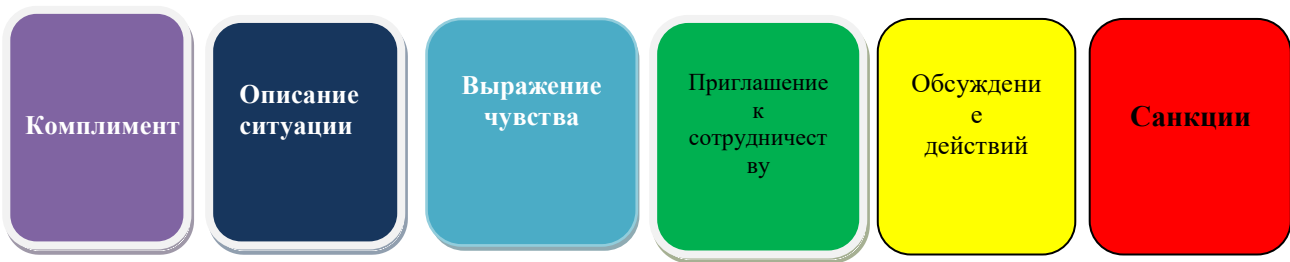 Комплимент
Описание
ситуации
Выражение
чувства
Приглашение
к
сотрудничест
ву
Обсуждени
е
действий
Санкции